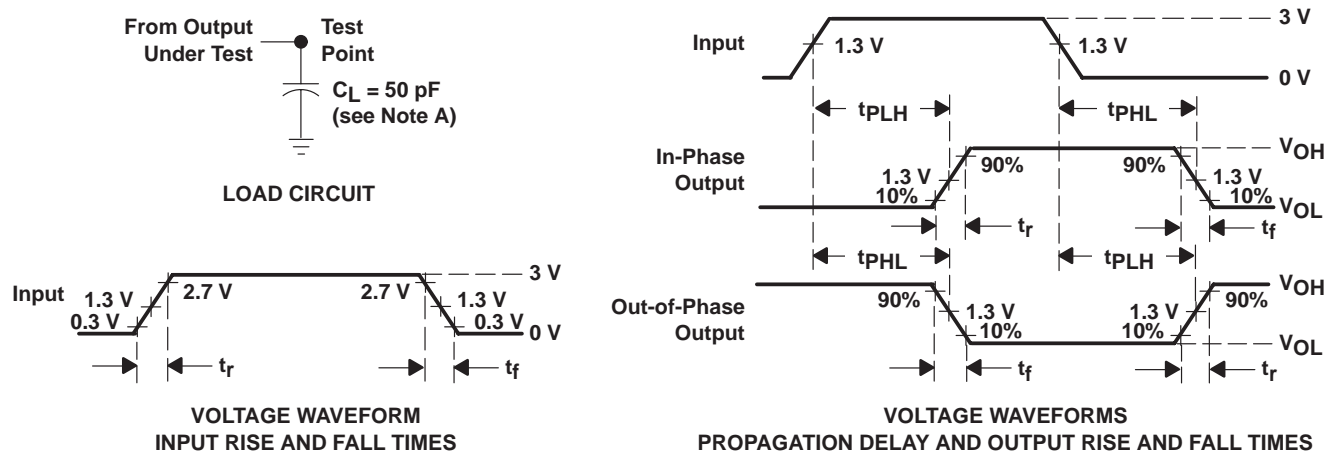 From Output
Under Test
Test
Point
CL = 50 pF
(see Note A)
LOAD CIRCUIT
Input
1.3 V
0.3 V
2.7 V
2.7 V
1.3 V
0.3 V
3 V
0 V
tr
tf
VOLTAGE WAVEFORM
INPUT RISE AND FALL TIMES
Input
1.3 V
1.3 V
3 V
0 V
tPLH
tPHL
In-Phase
Output
1.3 V
10%
90%
90%
1.3 V
10%
VOH
VOL
tr
tf
tPHL
tPLH
Out-of-Phase
Output
90%
1.3 V
10%
1.3 V
10%
90%
VOH
VOL
tf
tr
VOLTAGE WAVEFORMS
PROPAGATION DELAY AND OUTPUT RISE AND FALL TIMES